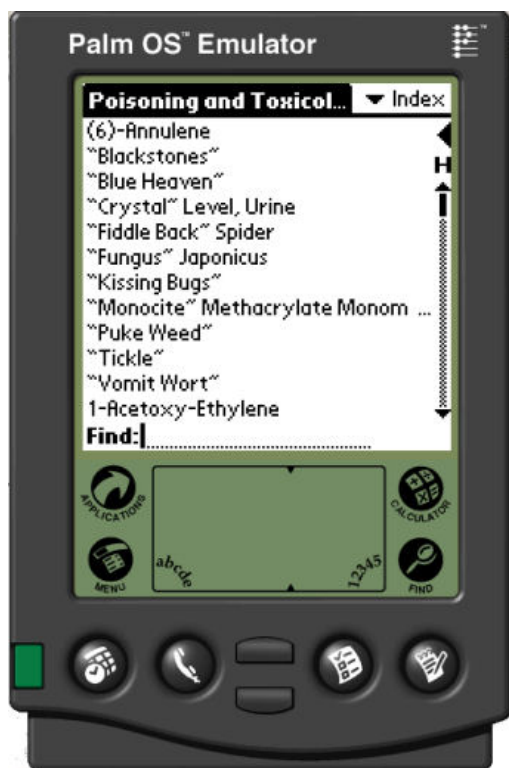 Palm OS™ Emulator
Poisoning and Toxicol...
Index
(6)-Annulene
"Blackstones"
"Blue Heaven"
H
"Crystal" Level, Urine
"Fiddle Back" Spider
"Fungus" Japonicus
"Kissing Bugs"
"Monocite" Methacrylate Monom ...
"Puke Weed"
"Tickle"
"Vomit Wort"
1-Acetoxy-Ethylene
Find:
APPLICATIONS
CALCULATOR
MENU
abcde
12345
FIND